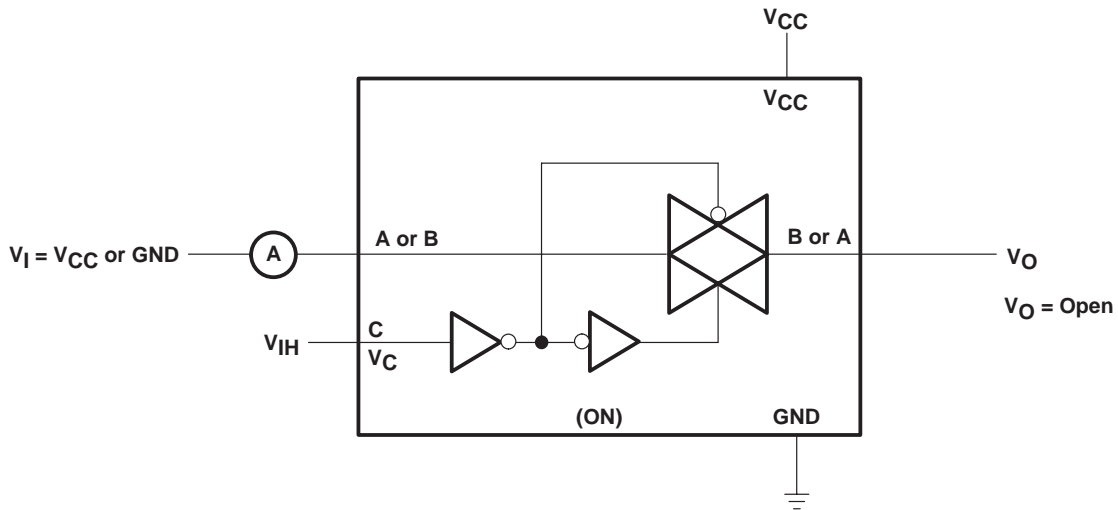 VCC
VCC
A or B
B or A
VI = VCC or GND
A
VO
VO = Open
C
VIH
VC
(ON)
GND